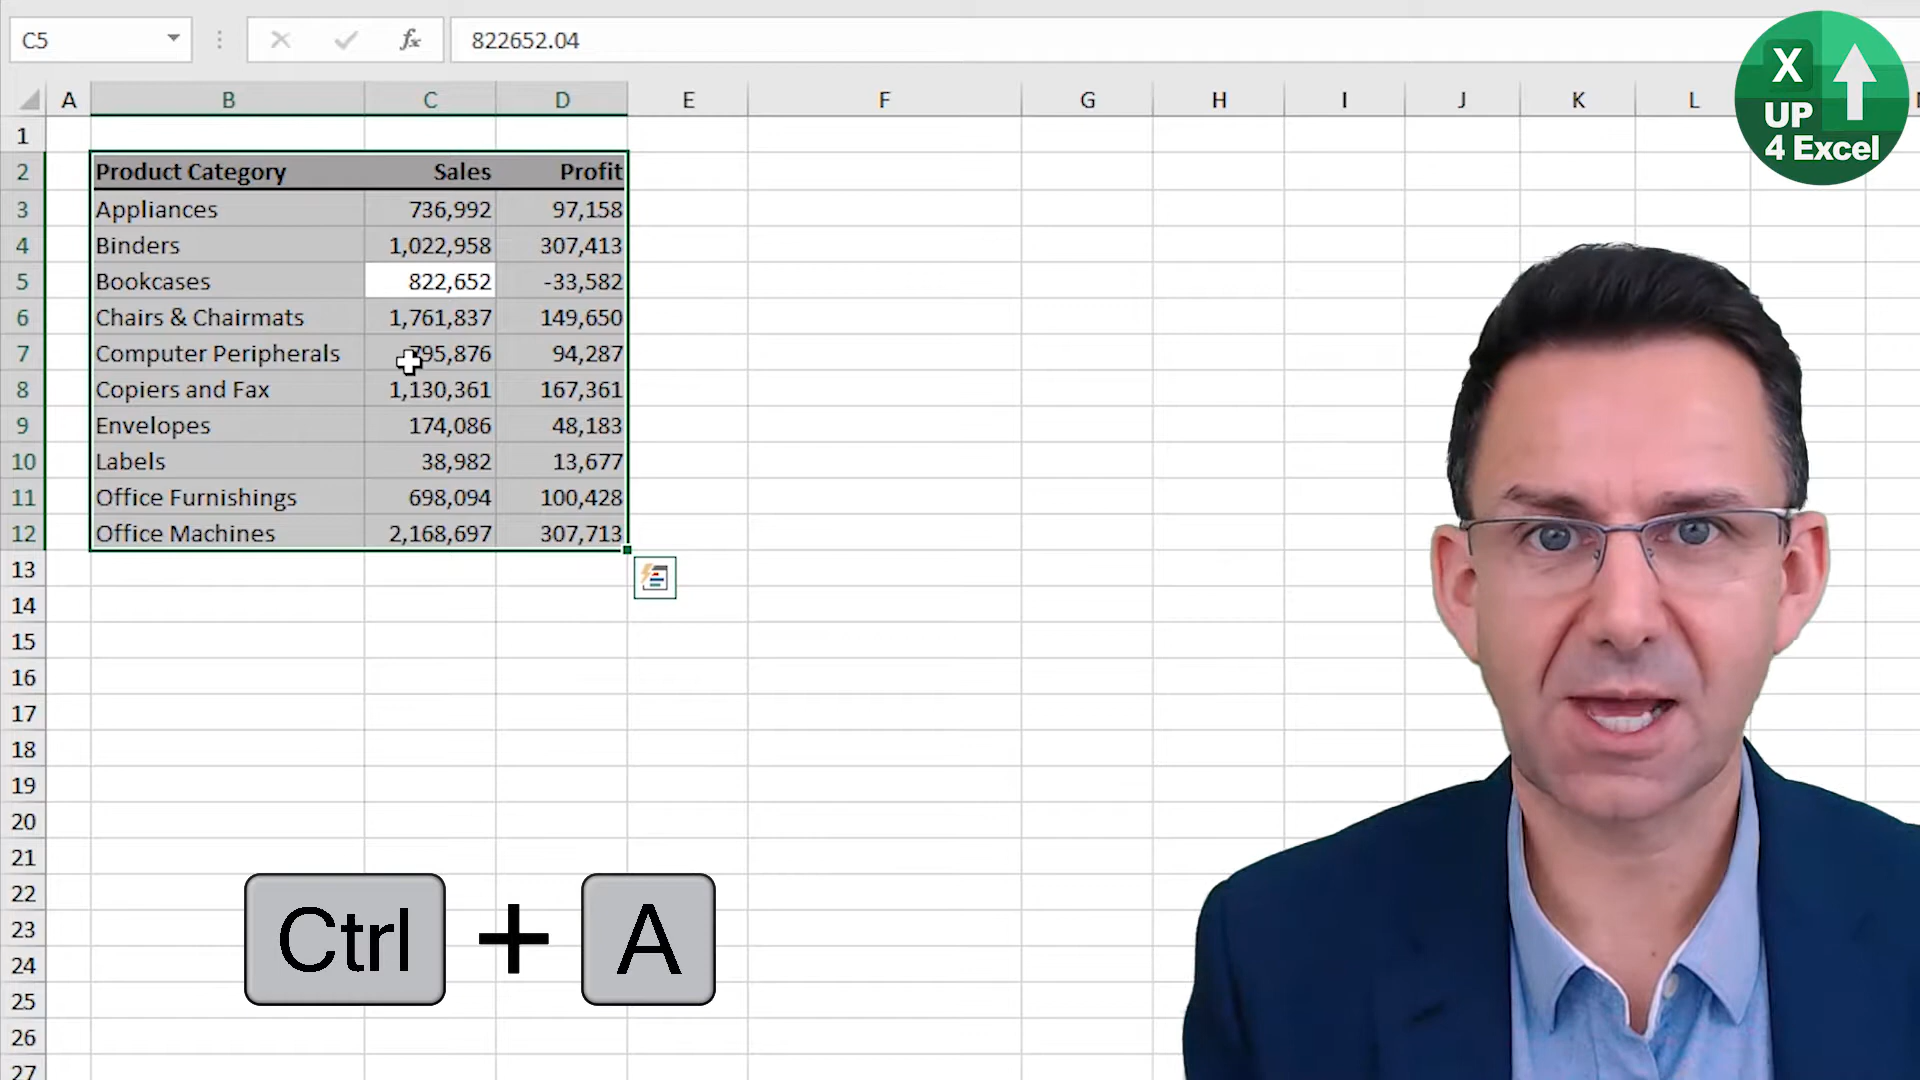 C5 fx 822652.04
X
UP
4 Excel
A B C D E F G H I J K L
1
2 Product Category Sales Profit
3 Appliances 736,992 97,158
4 Binders 1,022,958 307,413
5 Bookcases 822,652 -33,582
6 Chairs & Chairmats 1,761,837 149,650
7 Computer Peripherals 795,876 94,287
8 Copiers and Fax 1,130,361 167,361
9 Envelopes 174,086 48,183
10 Labels 38,982 13,677
11 Office Furnishings 698,094 100,428
12 Office Machines 2,168,697 307,713
13
14
15
16
17
18
19
20
21
22
23
24
25
26
27
Ctrl + A